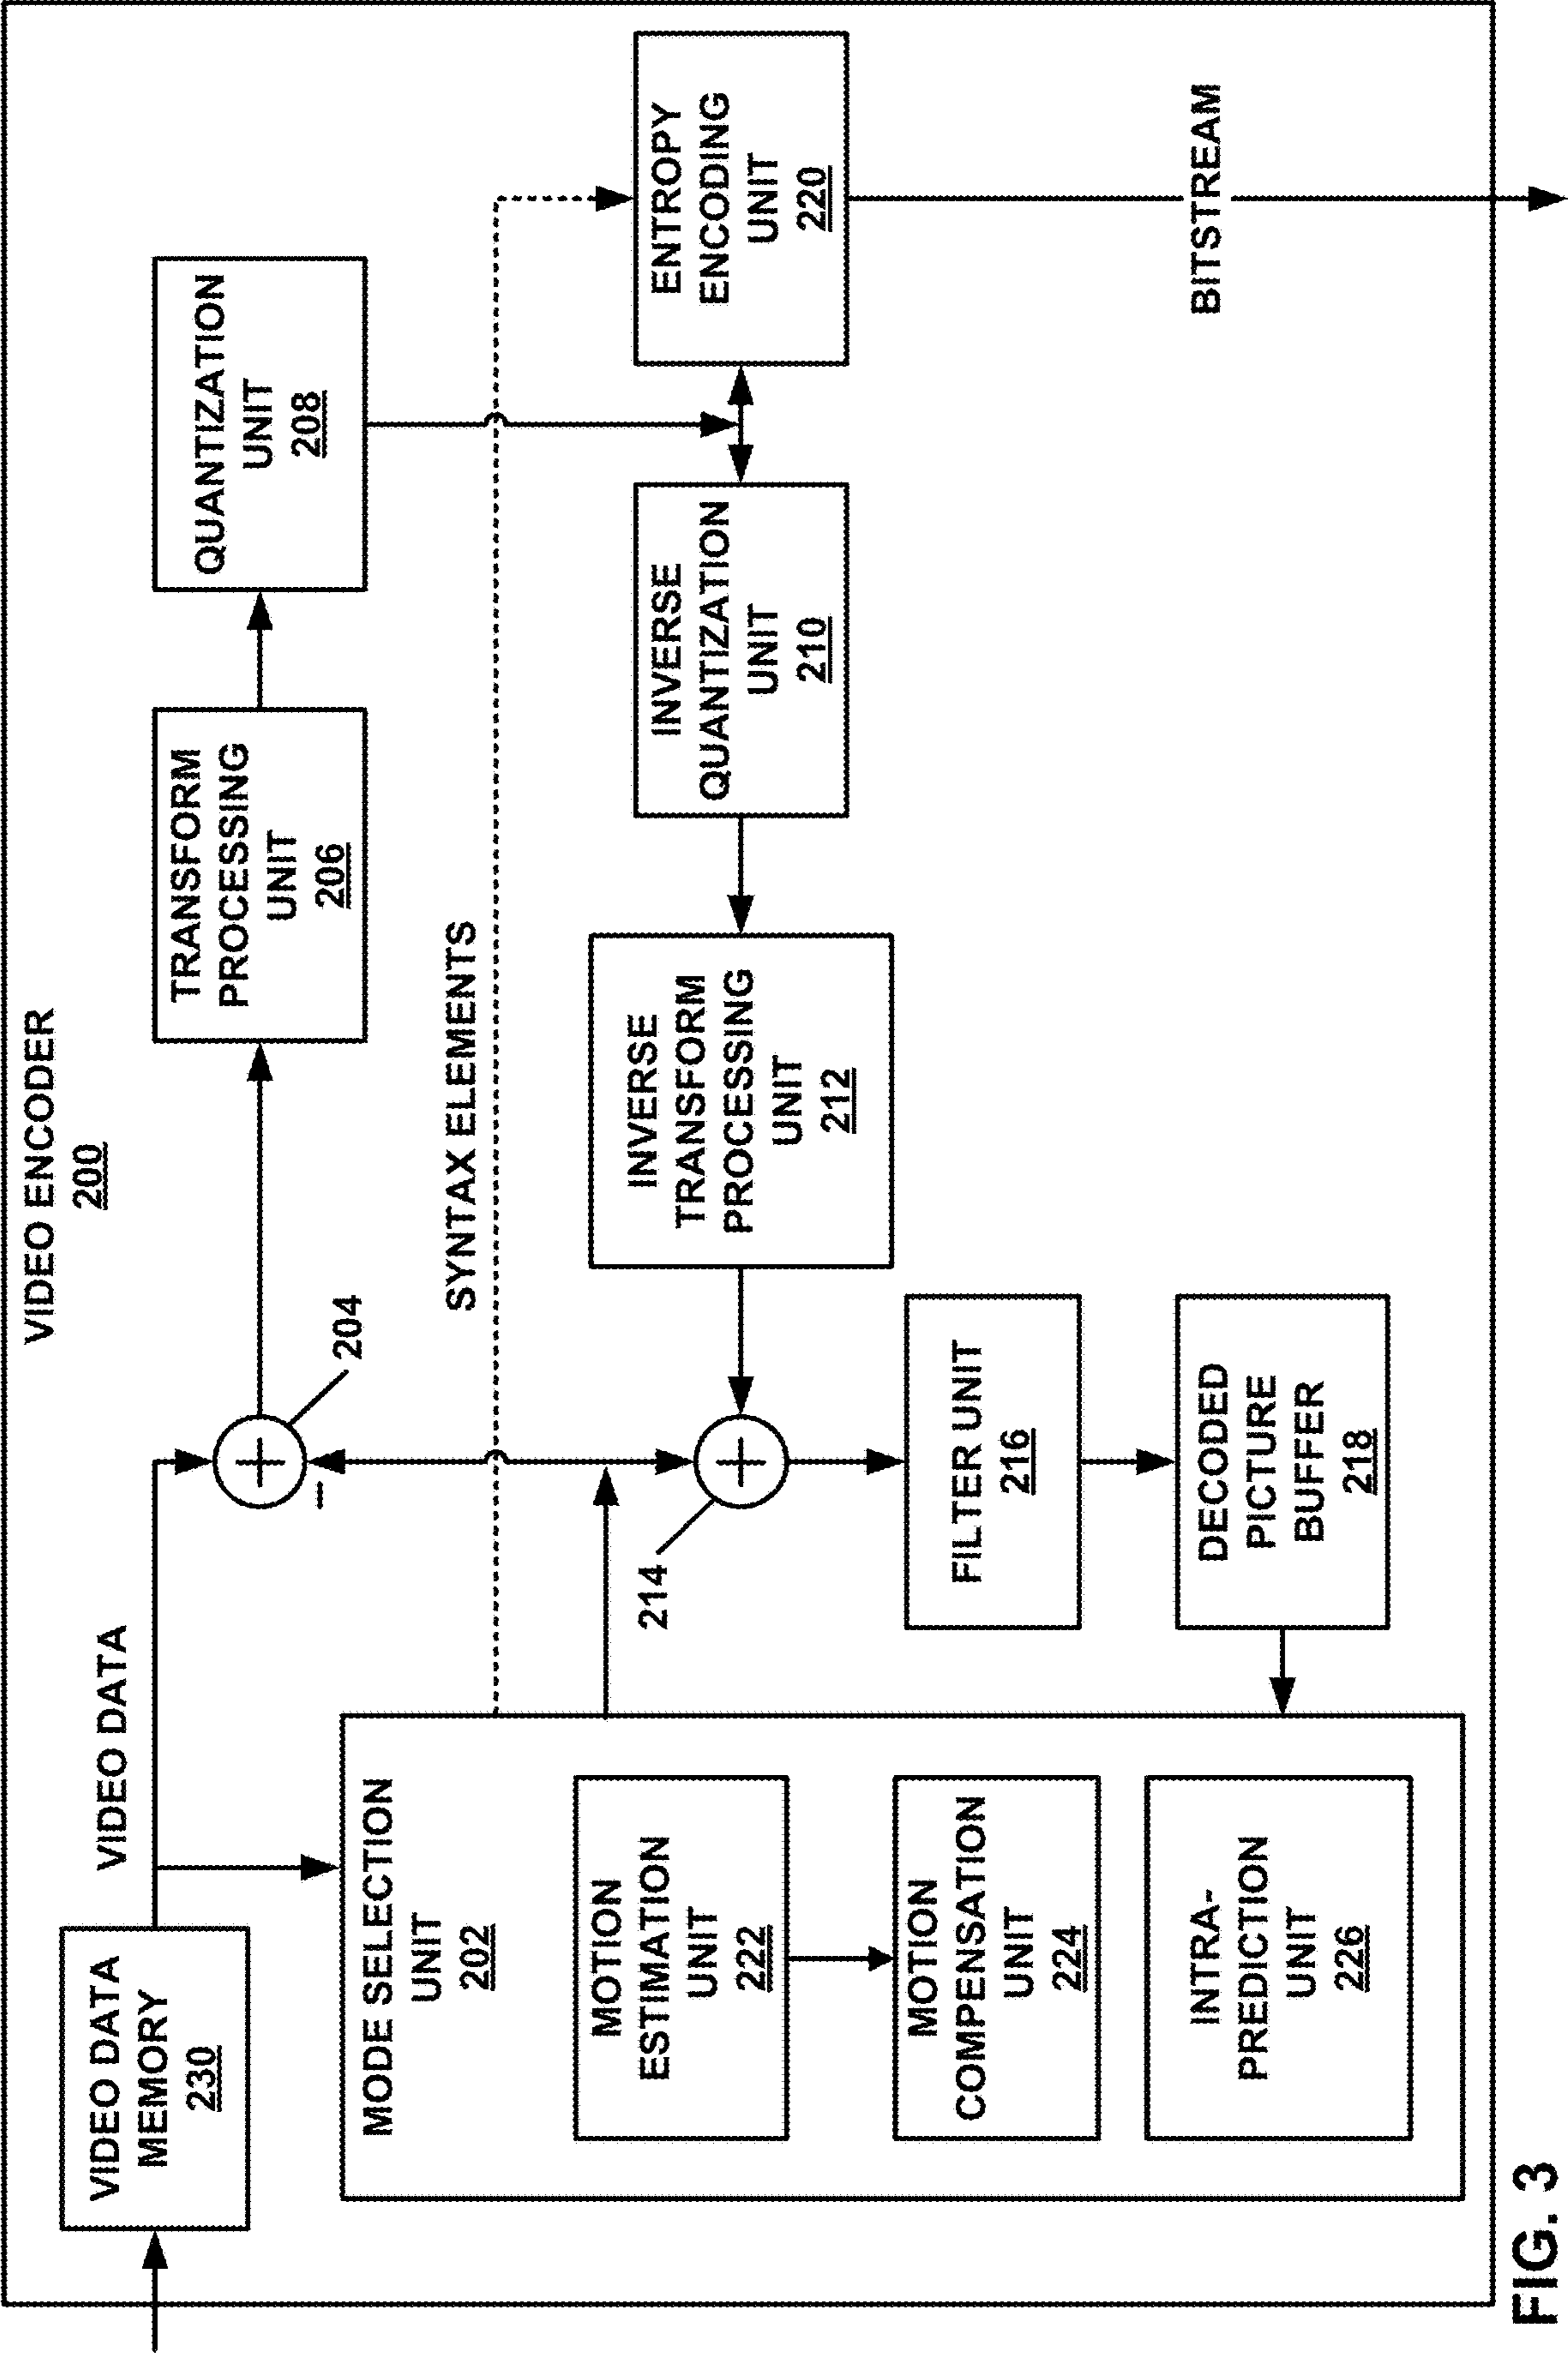 VIDEO ENCODER
200
VIDEO DATA
MEMORY
230
VIDEO DATA
204
TRANSFORM
PROCESSING
UNIT
206
QUANTIZATION
UNIT
208
SYNTAX ELEMENTS
MODE SELECTION
UNIT
202
MOTION
ESTIMATION
UNIT
222
MOTION
COMPENSATION
UNIT
224
INTRA-
PREDICTION
UNIT
226
214
INVERSE
TRANSFORM
PROCESSING
UNIT
212
INVERSE
QUANTIZATION
UNIT
210
ENTROPY
ENCODING
UNIT
220
FILTER UNIT
216
DECODED
PICTURE
BUFFER
218
BITSTREAM
FIG. 3